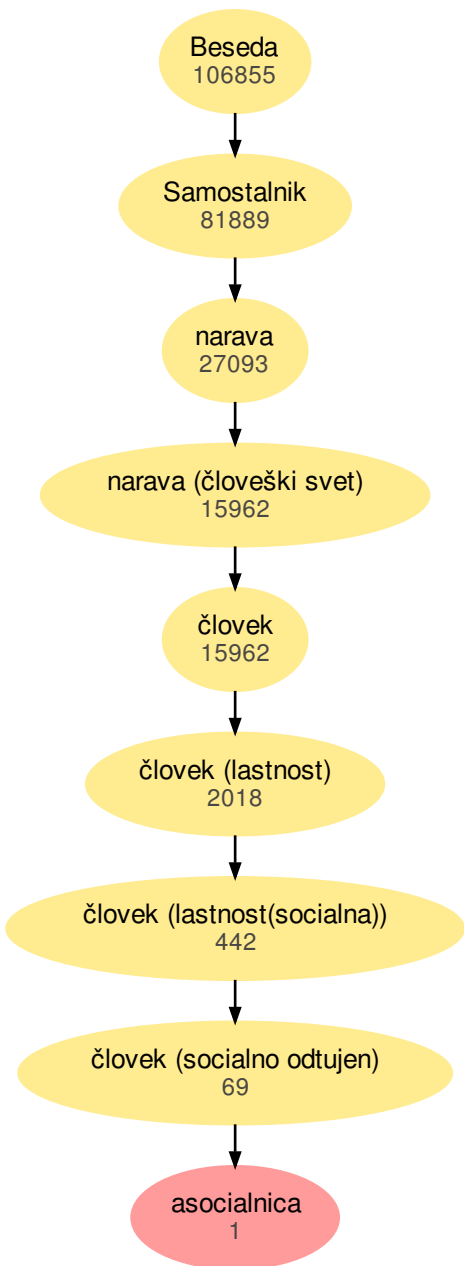 Beseda
106855
Samostalnik
81889
narava
27093
narava (človeški svet)
15962
človek
15962
človek (lastnost)
2018
človek (lastnost(socialna))
442
človek (socialno odtujen)
69
asocialnica
1